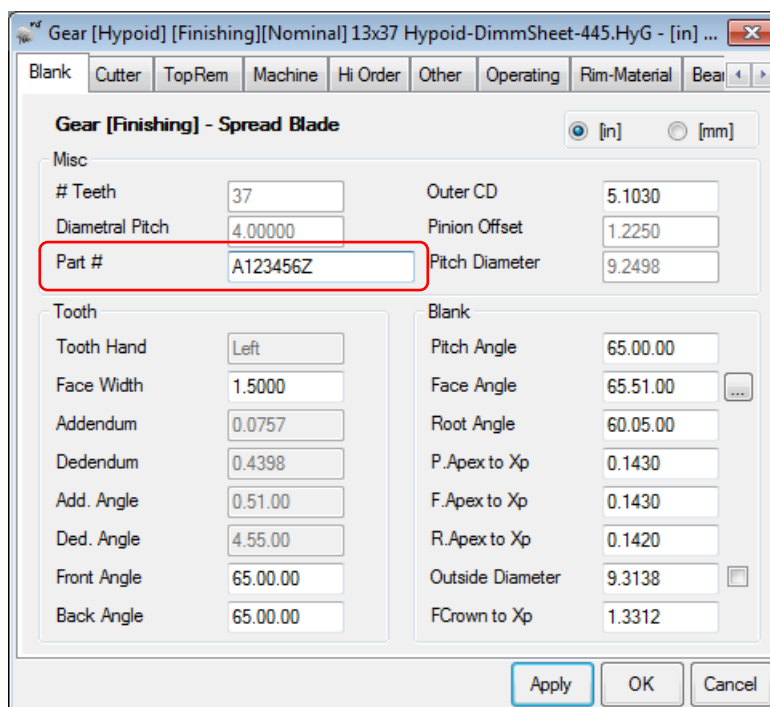 Gear [Hypoid] [Finishing][Nominal] 13x37 Hypoid-DimmSheet-445.HyG - [in] ...
Blank Cutter TopRem Machine Hi Order Other Operating Rim-Material Bear
Gear [Finishing] - Spread Blade [in] [mm]
Misc
# Teeth 37 Outer CD 5.1030
Diametral Pitch 4.00000 Pinion Offset 1.2250
Part # A123456Z Pitch Diameter 9.2498
Tooth Blank
Tooth Hand Left Pitch Angle 65.00.00
Face Width 1.5000 Face Angle 65.51.00 ...
Addendum 0.0757 Root Angle 60.05.00
Dedendum 0.4398 P.Apex to Xp 0.1430
Add. Angle 0.51.00 F.Apex to Xp 0.1430
Ded. Angle 4.55.00 R.Apex to Xp 0.1420
Front Angle 65.00.00 Outside Diameter 9.3138
Back Angle 65.00.00 FCrown to Xp 1.3312
Apply OK Cancel